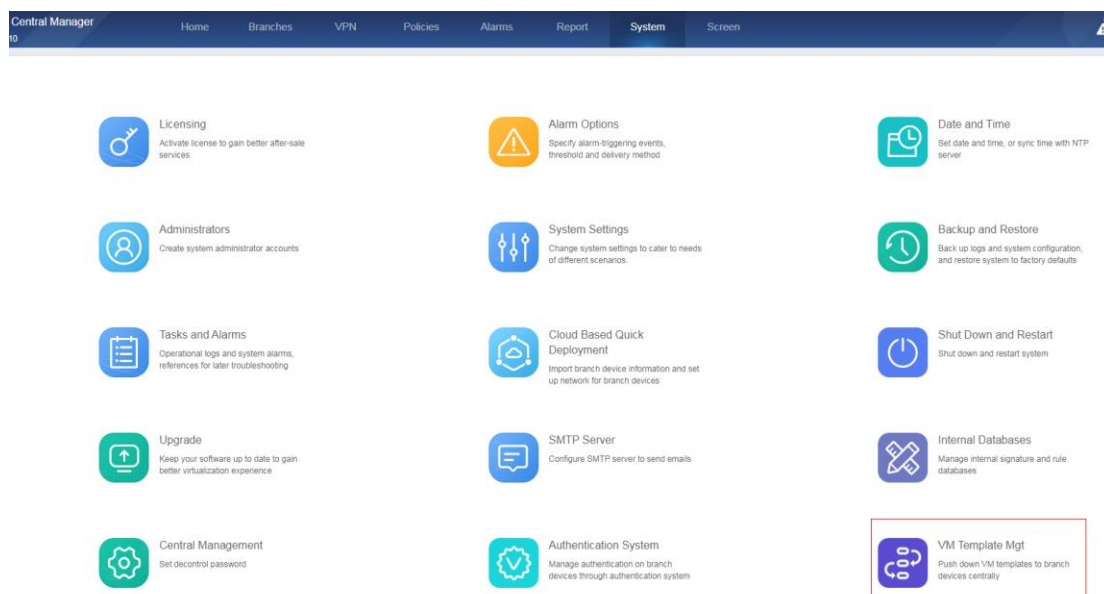 Central Manager
10
Home Branches VPN Policies Alarms Report System Screen
Licensing
Activate license to gain better after-sale
services.
Alarm Options
Specify alarm-triggering events,
threshold and delivery method
Date and Time
Set date and time, or sync time with NTP
server
Administrators
Create system administrator accounts
System Settings
Change system settings to cater to needs
of different scenarios.
Backup and Restore
Back up logs and system configuration,
and restore system to factory defaults
Tasks and Alarms
Operational logs and system alarms,
references for later troubleshooting
Cloud Based Quick
Deployment
Import branch device information and set
up network for branch devices
Shut Down and Restart
Shut down and restart system
Upgrade
Keep your software up to date to gain
better virtualization experience
SMTP Server
Configure SMTP server to send emails
Internal Databases
Manage internal signature and rule
databases
Central Management
Set decontrol password
Authentication System
Manage authentication on branch
devices through authentication system
VM Template Mgt
Push down VM templates to branch
devices centrally